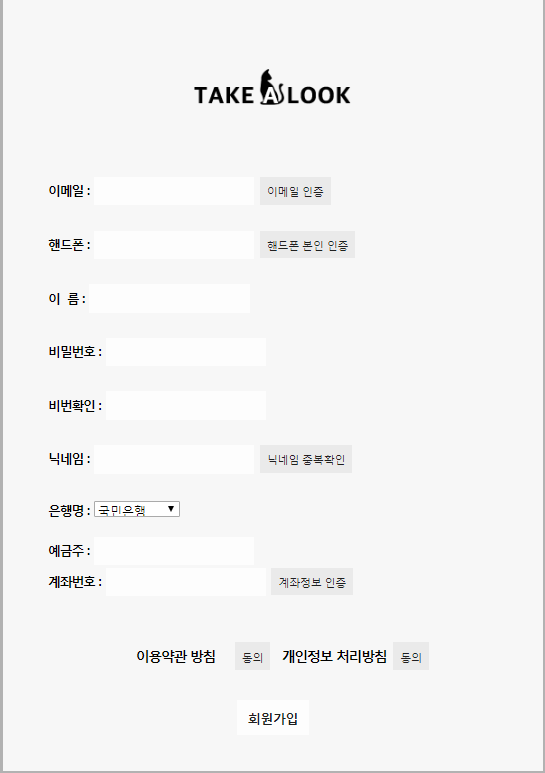 TAKE A LOOK
이메일 : 이메일 인증
핸드폰 : 핸드폰 본인 인증
이 름 :
비밀번호 :
비번확인 :
닉네임 : 닉네임 중복확인
은행명 : 국민은행 ▼
예금주 :
계좌번호 : 계좌정보 인증
이용약관 방침 동의 개인정보 처리방침 동의
회원가입